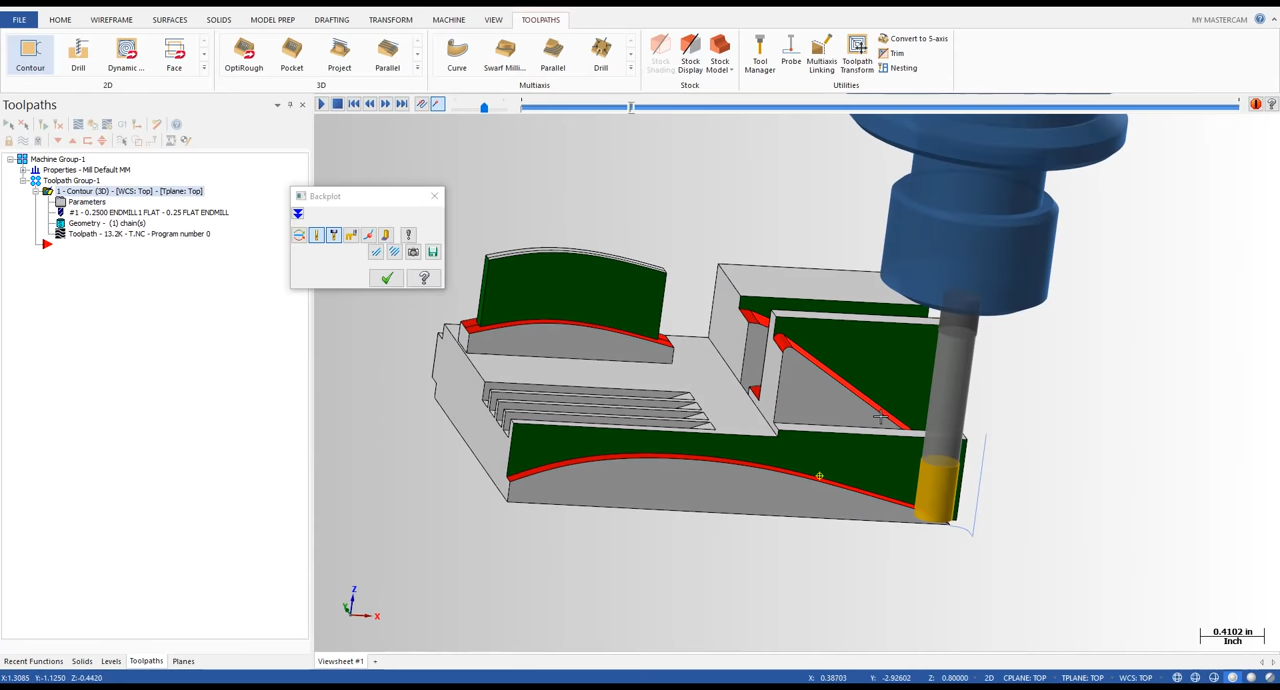 FILE HOME WIREFRAME SURFACES SOLIDS MODEL PREP DRAFTING TRANSFORM MACHINE VIEW TOOLPATHS MY MASTERCAM
Contour Drill Dynamic ... Face OptiRough Pocket Project Parallel Curve Swarf Milli... Parallel Drill Stock Shading Stock Display Stock Model Tool Manager Probe Multiaxis Linking Toolpath Transform Convert to 5-axis
Trim
Nesting
2D 3D Multiaxis Stock Utilities
Toolpaths
G1
Machine Group-1
Properties - Mill Default MM
Toolpath Group-1
1 - Contour (3D) - [WCS: Top] - [Tplane: Top]
Parameters
#1 - 0.2500 ENDMILL1 FLAT - 0.25 FLAT ENDMILL
Geometry - (1) chain(s)
Toolpath - 13.2K - T.NC - Program number 0
Backplot
Z
Y
X
0.4102 in
Inch
Recent Functions Solids Levels Toolpaths Planes Viewsheet #1 +
X:1.3085 Y:-1.1250 Z:-0.4420 X: 0.38703 Y: -2.92602 Z: 0.80000 2D CPLANE: TOP TPLANE: TOP WCS: TOP